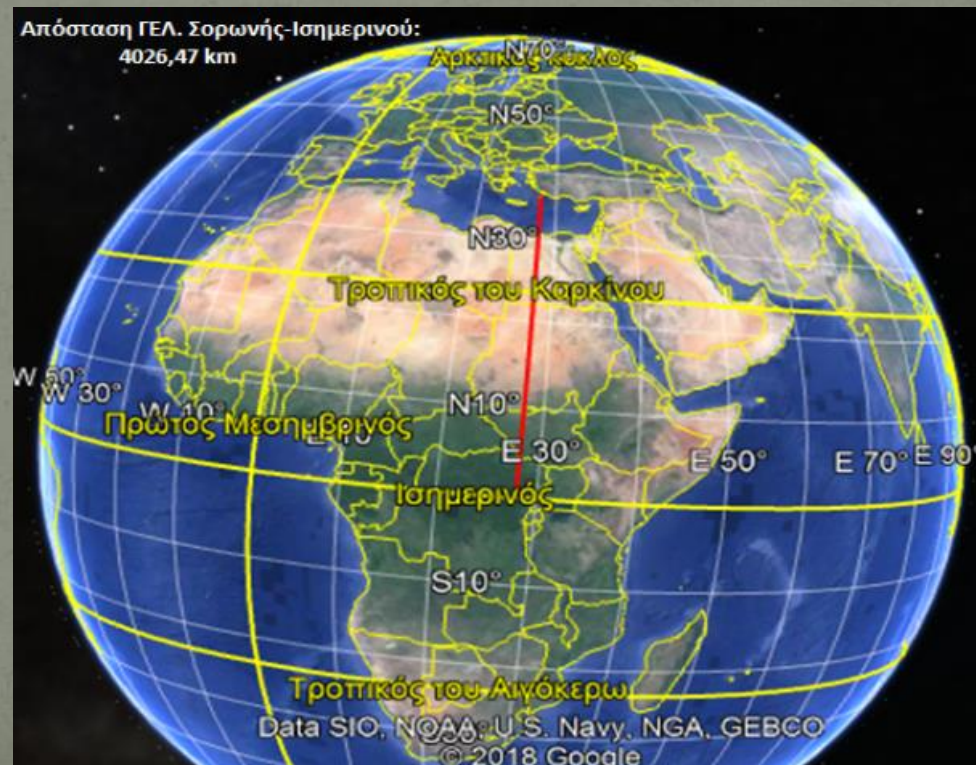 Απόσταση ΓΕΛ. Σορωνής-Ισημερινού:
4026,47 km
N70°
Αρκτικός κύκλος
N50°
N30°
Τροπικός του Καρκίνου
W 50°
W 30°
W 10°
N10°
Πρώτος Μεσημβρινός
E 10°
E 30°
E 50°
E 70°
E 90°
Ισημερινός
S10°
Τροπικός του Αιγόκερω
Data SIO, NOAA, U.S. Navy, NGA, GEBCO
© 2018 Google